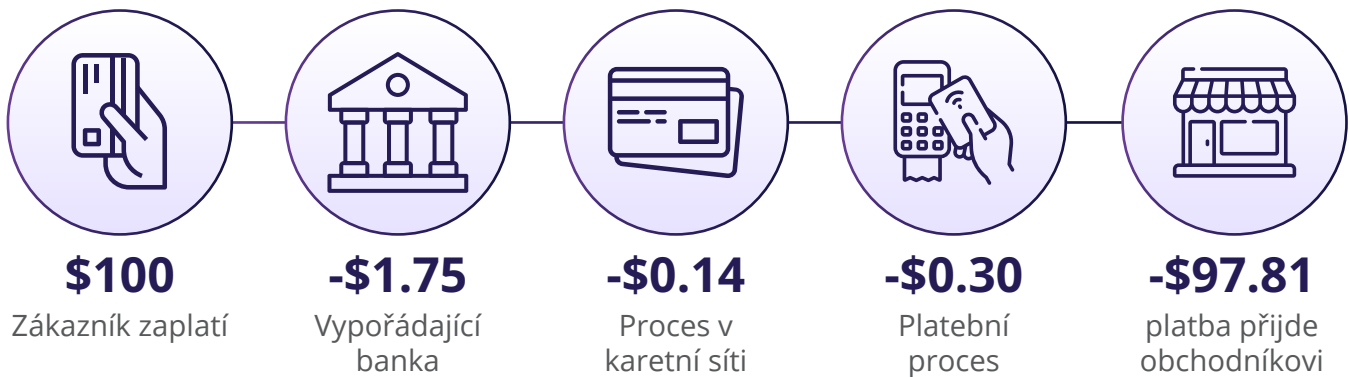 $100
Zákazník zaplatí
-$1.75
Vypořádající
banka
-$0.14
Proces v
karetní síti
-$0.30
Platební
proces
-$97.81
platba přijde
obchodníkovi